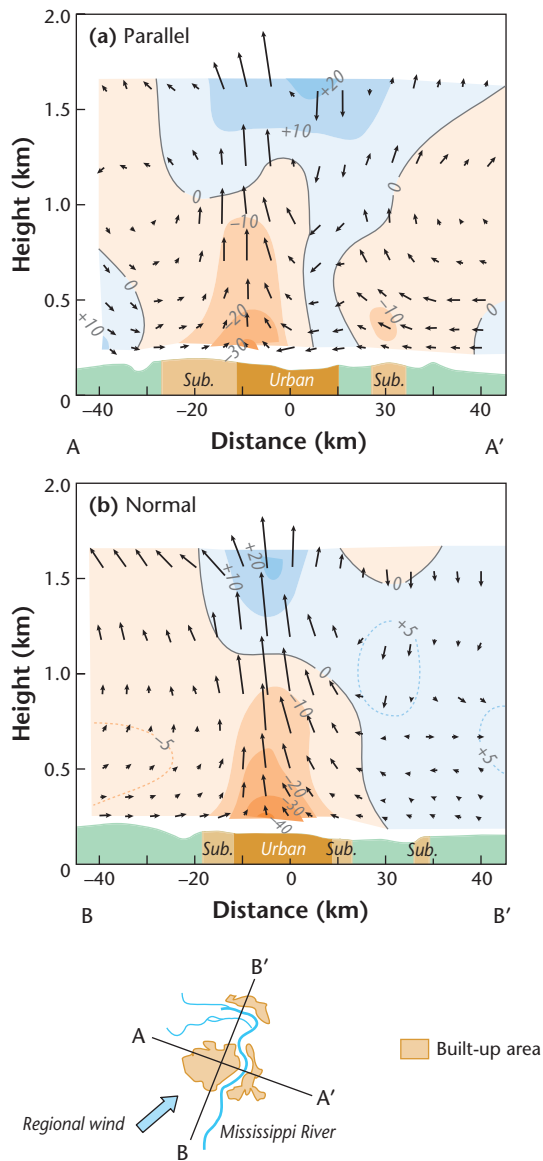 (a) Parallel
2.0
1.5
1.0
0.5
0
Height (km)
+20
+10
0
0
−10
0
−20
−30
−10
0
+10
Sub.
Urban
Sub.
−40
−20
0
30
40
Distance (km)
A
A′
(b) Normal
2.0
1.5
1.0
0.5
0
Height (km)
+20
+10
0
+5
0
−10
−5
−20
−30
−40
+5
Sub.
Urban
Sub.
Sub.
−40
−20
0
20
40
Distance (km)
B
B′
B′
A
A′
Regional wind
B
Mississippi River
Built-up area